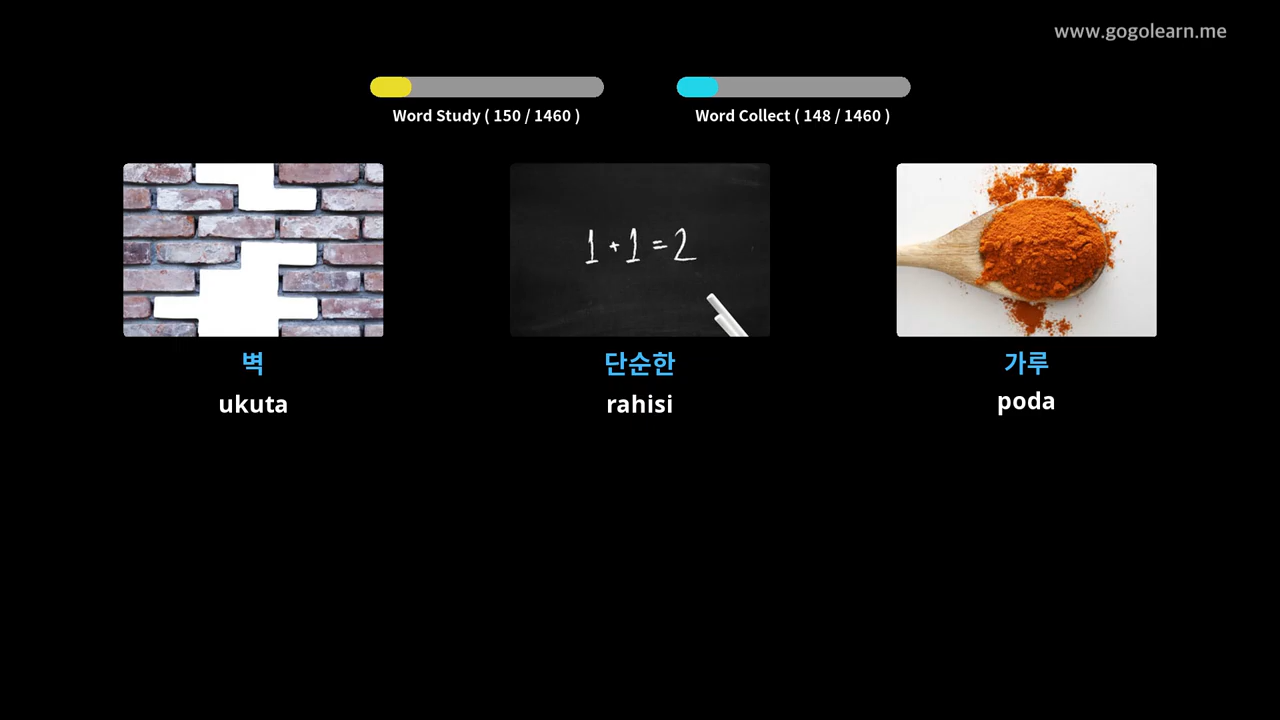 www.gogolearn.me
Word Study ( 150 / 1460 )
Word Collect ( 148 / 1460 )
1 + 1 = 2
벽
단순한
가루
ukuta
rahisi
poda